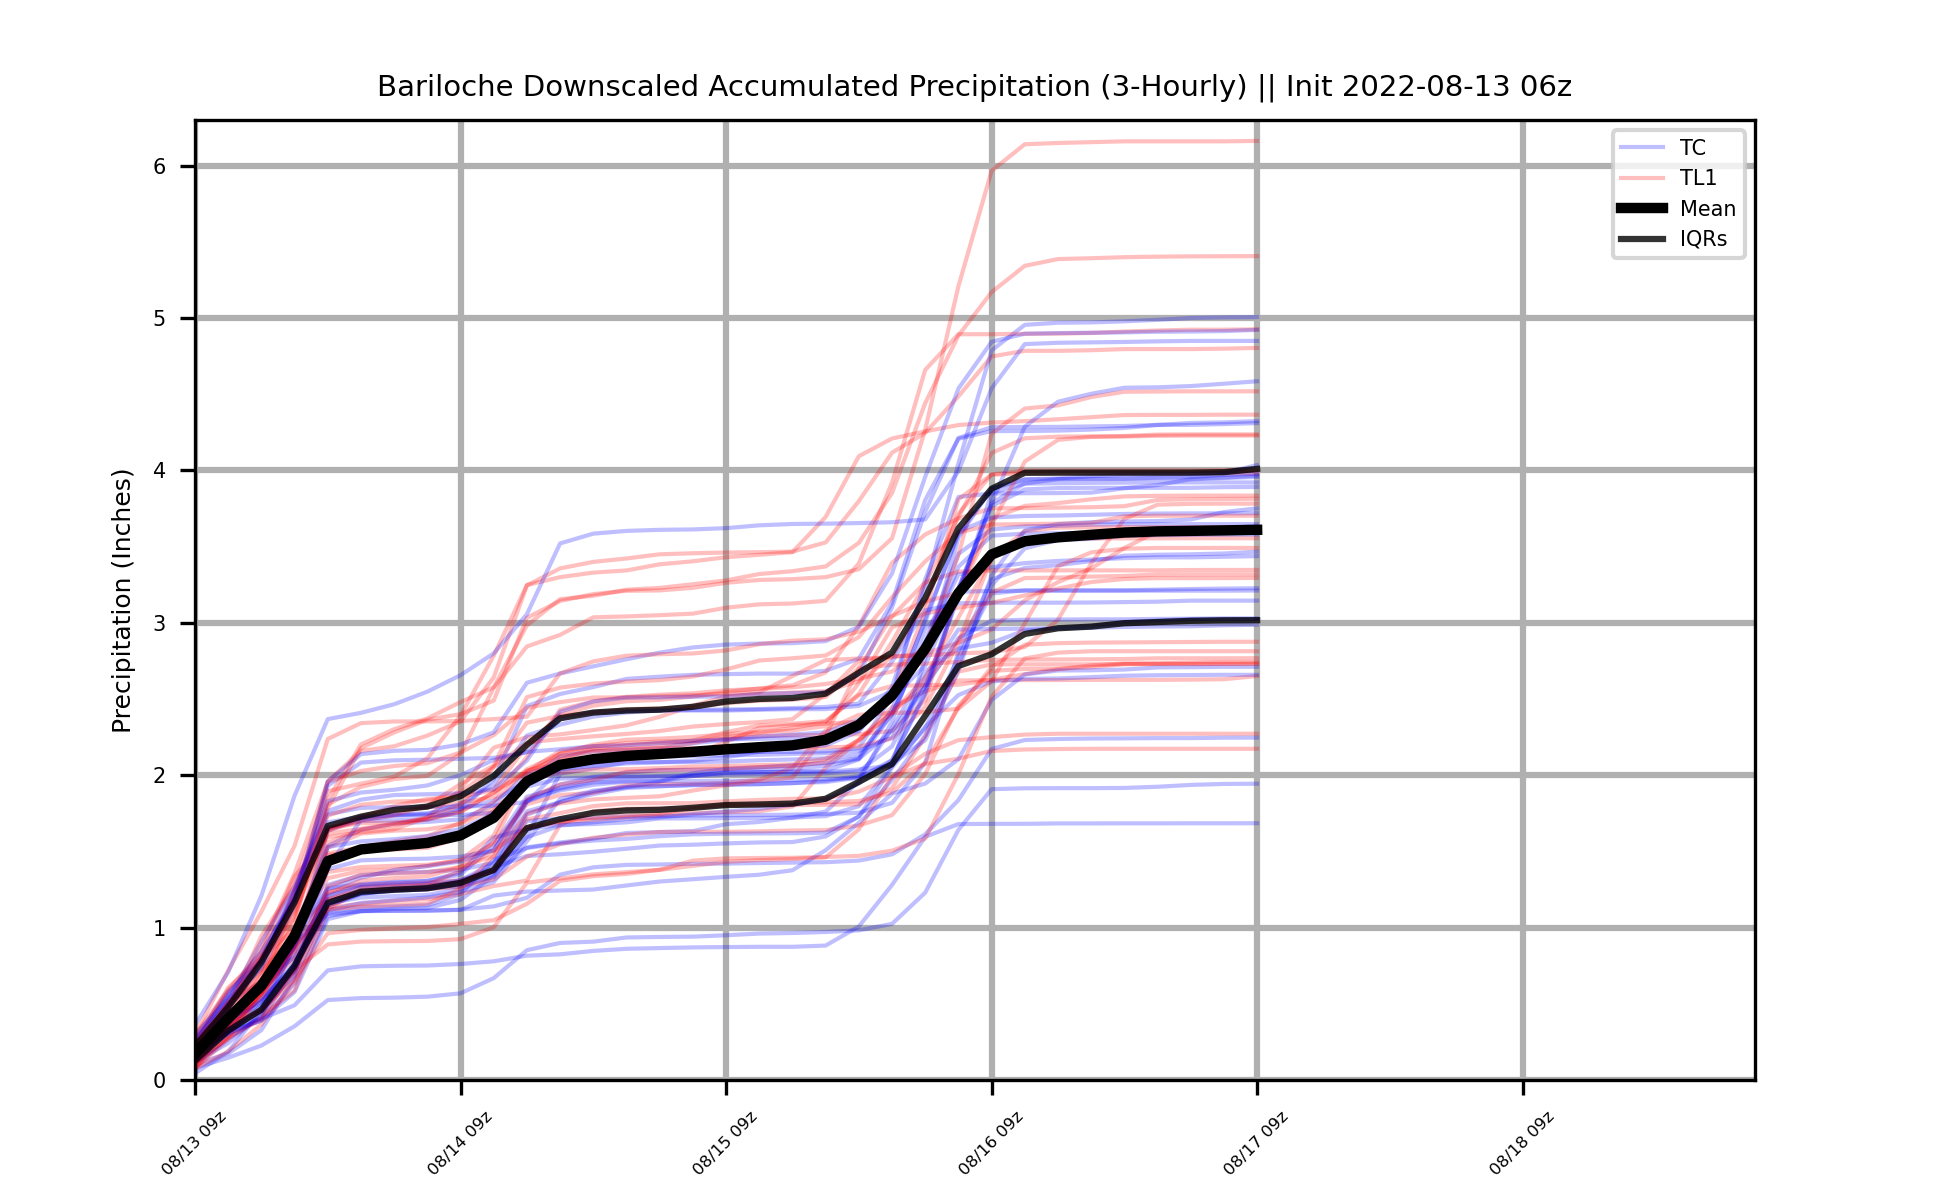 Bariloche Downscaled Accumulated Precipitation (3-Hourly) || Init 2022-08-13 06z
TC
TL1
Mean
IQRs
Precipitation (Inches)
6
5
4
3
2
1
0
08/13 09z
08/14 09z
08/15 09z
08/16 09z
08/17 09z
08/18 09z